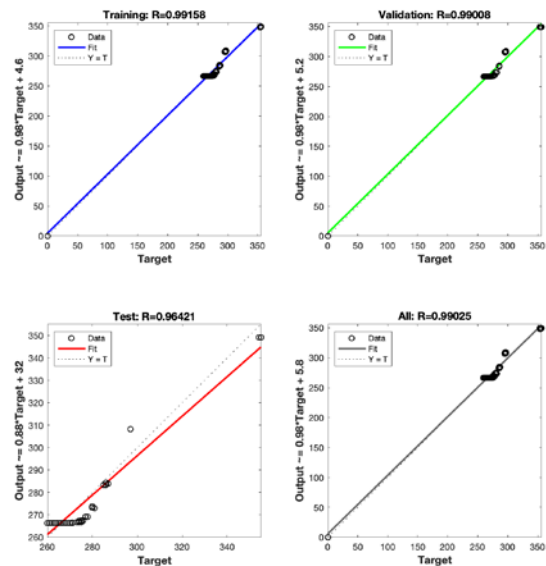 Training: R=0.99158
Output ~= 0.98*Target + 4.6
350
300
250
200
150
100
50
0
Data
Fit
Y = T
0 50 100 150 200 250 300 350
Target
Validation: R=0.99008
Output ~= 0.98*Target + 5.2
350
300
250
200
150
100
50
0
Data
Fit
Y = T
0 50 100 150 200 250 300 350
Target
Test: R=0.96421
Output ~= 0.88*Target + 32
350
340
330
320
310
300
290
280
270
260
Data
Fit
Y = T
260 280 300 320 340
Target
All: R=0.99025
Output ~= 0.98*Target + 5.8
350
300
250
200
150
100
50
0
Data
Fit
Y = T
0 50 100 150 200 250 300 350
Target